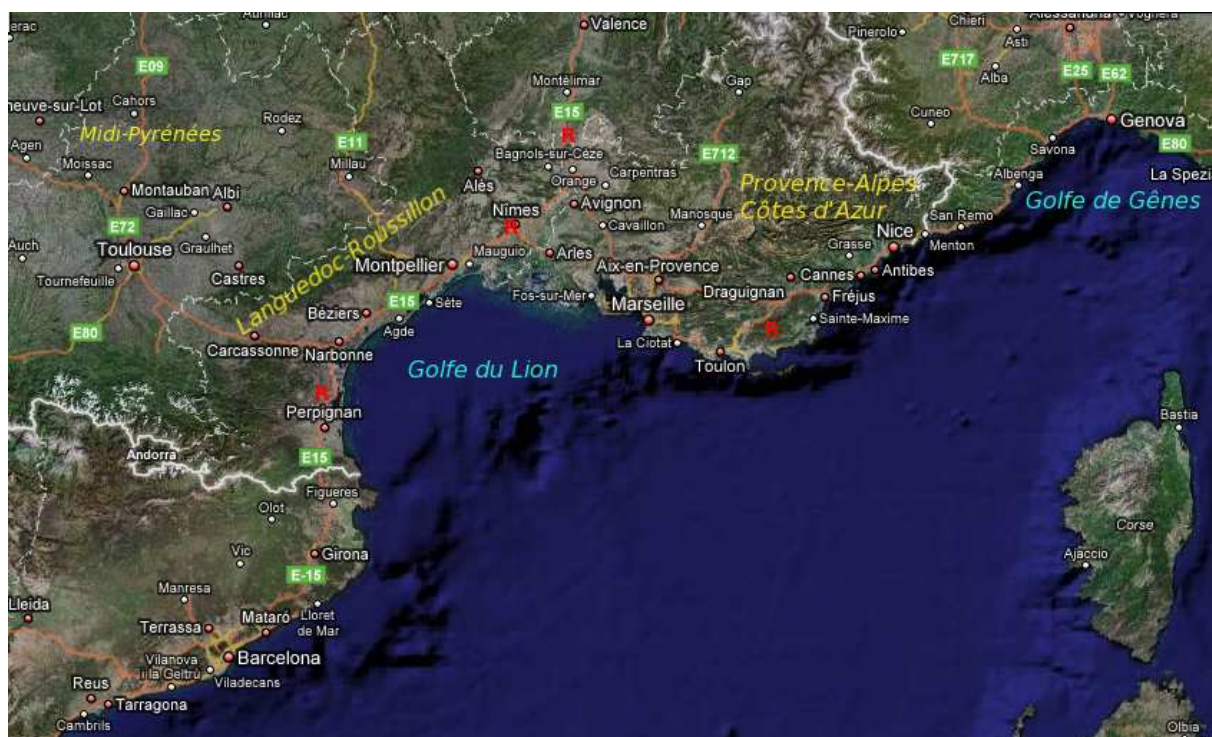 Aurillac
Valence
Chieri
Pinerolo
Asti
E717
Alba
E25
E62
E09
Montélimar
Gap
neuve-sur-Lot
Cahors
E15
Cuneo
Genova
Midi-Pyrénées
Rodez
R
E11
E712
Savona
E80
Agen
Moissac
Millau
Bagnols-sur-Cèze
Orange
Carpentras
Albenga
La Spezi
Montauban
Albi
Alès
Provence-Alpes
Côtes d'Azur
Golfe de Gênes
Gaillac
Avignon
Manosque
San Remo
E72
Nîmes
R
Cavaillon
Nice
Menton
Auch
Toulouse
Graulhet
Languedoc-Roussillon
Mauguio
Arles
Grasse
Tournefeuille
Castres
Montpellier
Aix-en-Provence
Cannes
Antibes
Draguignan
E15
Sète
Fos-sur-Mer
Marseille
Fréjus
Béziers
Agde
Sainte-Maxime
E80
R
Carcassonne
Narbonne
La Ciotat
Toulon
Golfe du Lion
R
Perpignan
Bastia
Andorra
E15
Figueres
Olot
Corse
Vic
Girona
Ajaccio
E-15
Manresa
Lleida
Mataró
Lloret
de Mar
Terrassa
Barcelona
Vilanova
i la Geltrú
Viladecans
Reus
Tarragona
Cambrils
Olbia